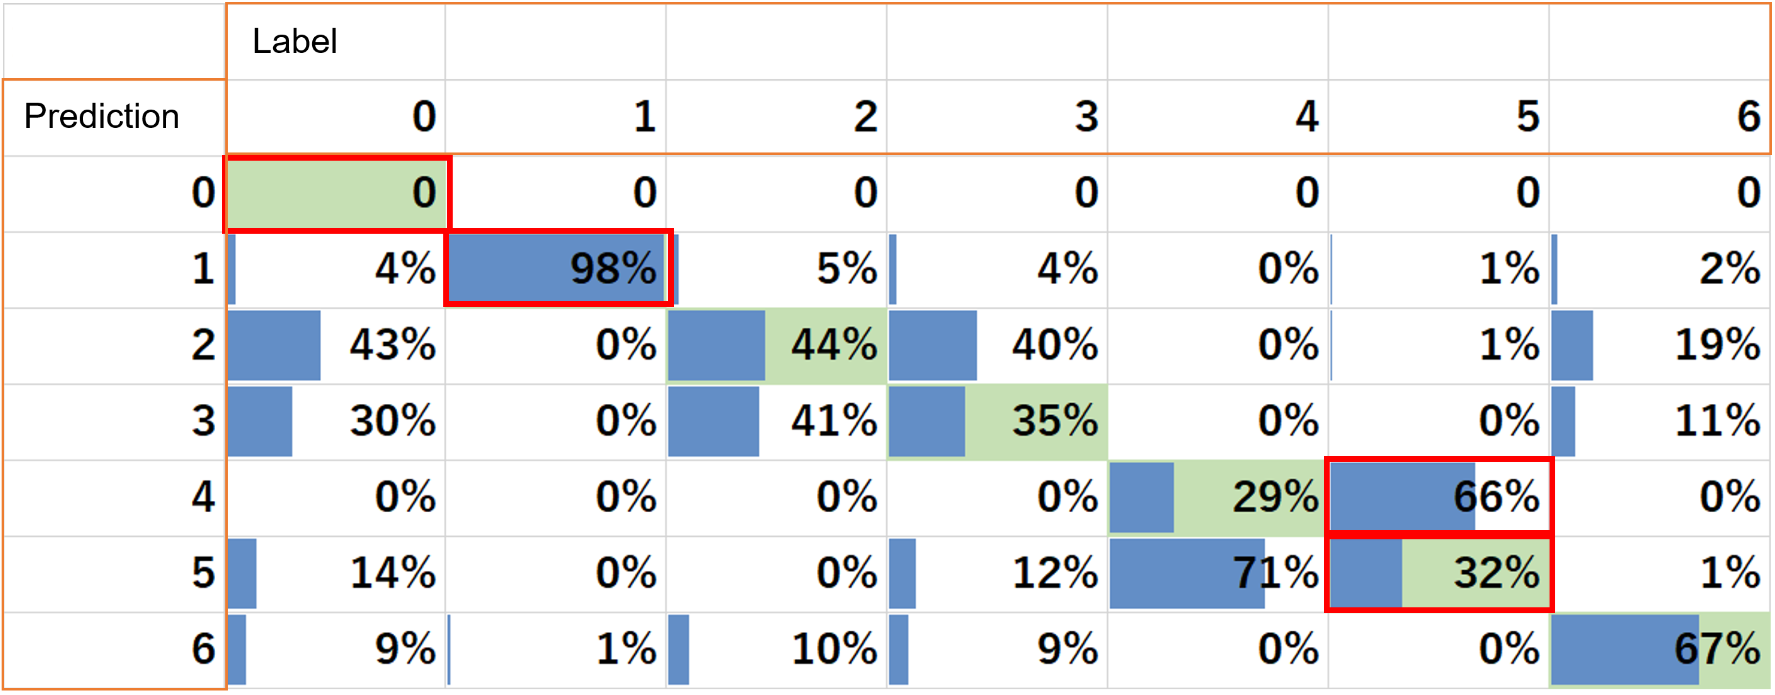 Label
Prediction 0 1 2 3 4 5 6
0 0 0 0 0 0 0 0
1 4% 98% 5% 4% 0% 1% 2%
2 43% 0% 44% 40% 0% 1% 19%
3 30% 0% 41% 35% 0% 0% 11%
4 0% 0% 0% 0% 29% 66% 0%
5 14% 0% 0% 12% 71% 32% 1%
6 9% 1% 10% 9% 0% 0% 67%